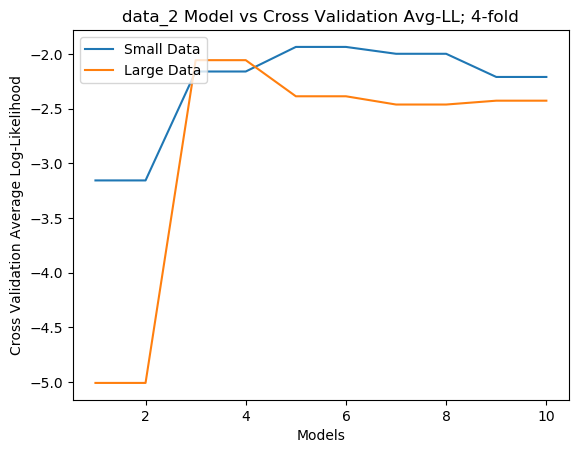 data_2 Model vs Cross Validation Avg-LL; 4-fold
Small Data
Large Data
Cross Validation Average Log-Likelihood
−2.0
−2.5
−3.0
−3.5
−4.0
−4.5
−5.0
2 4 6 8 10
Models